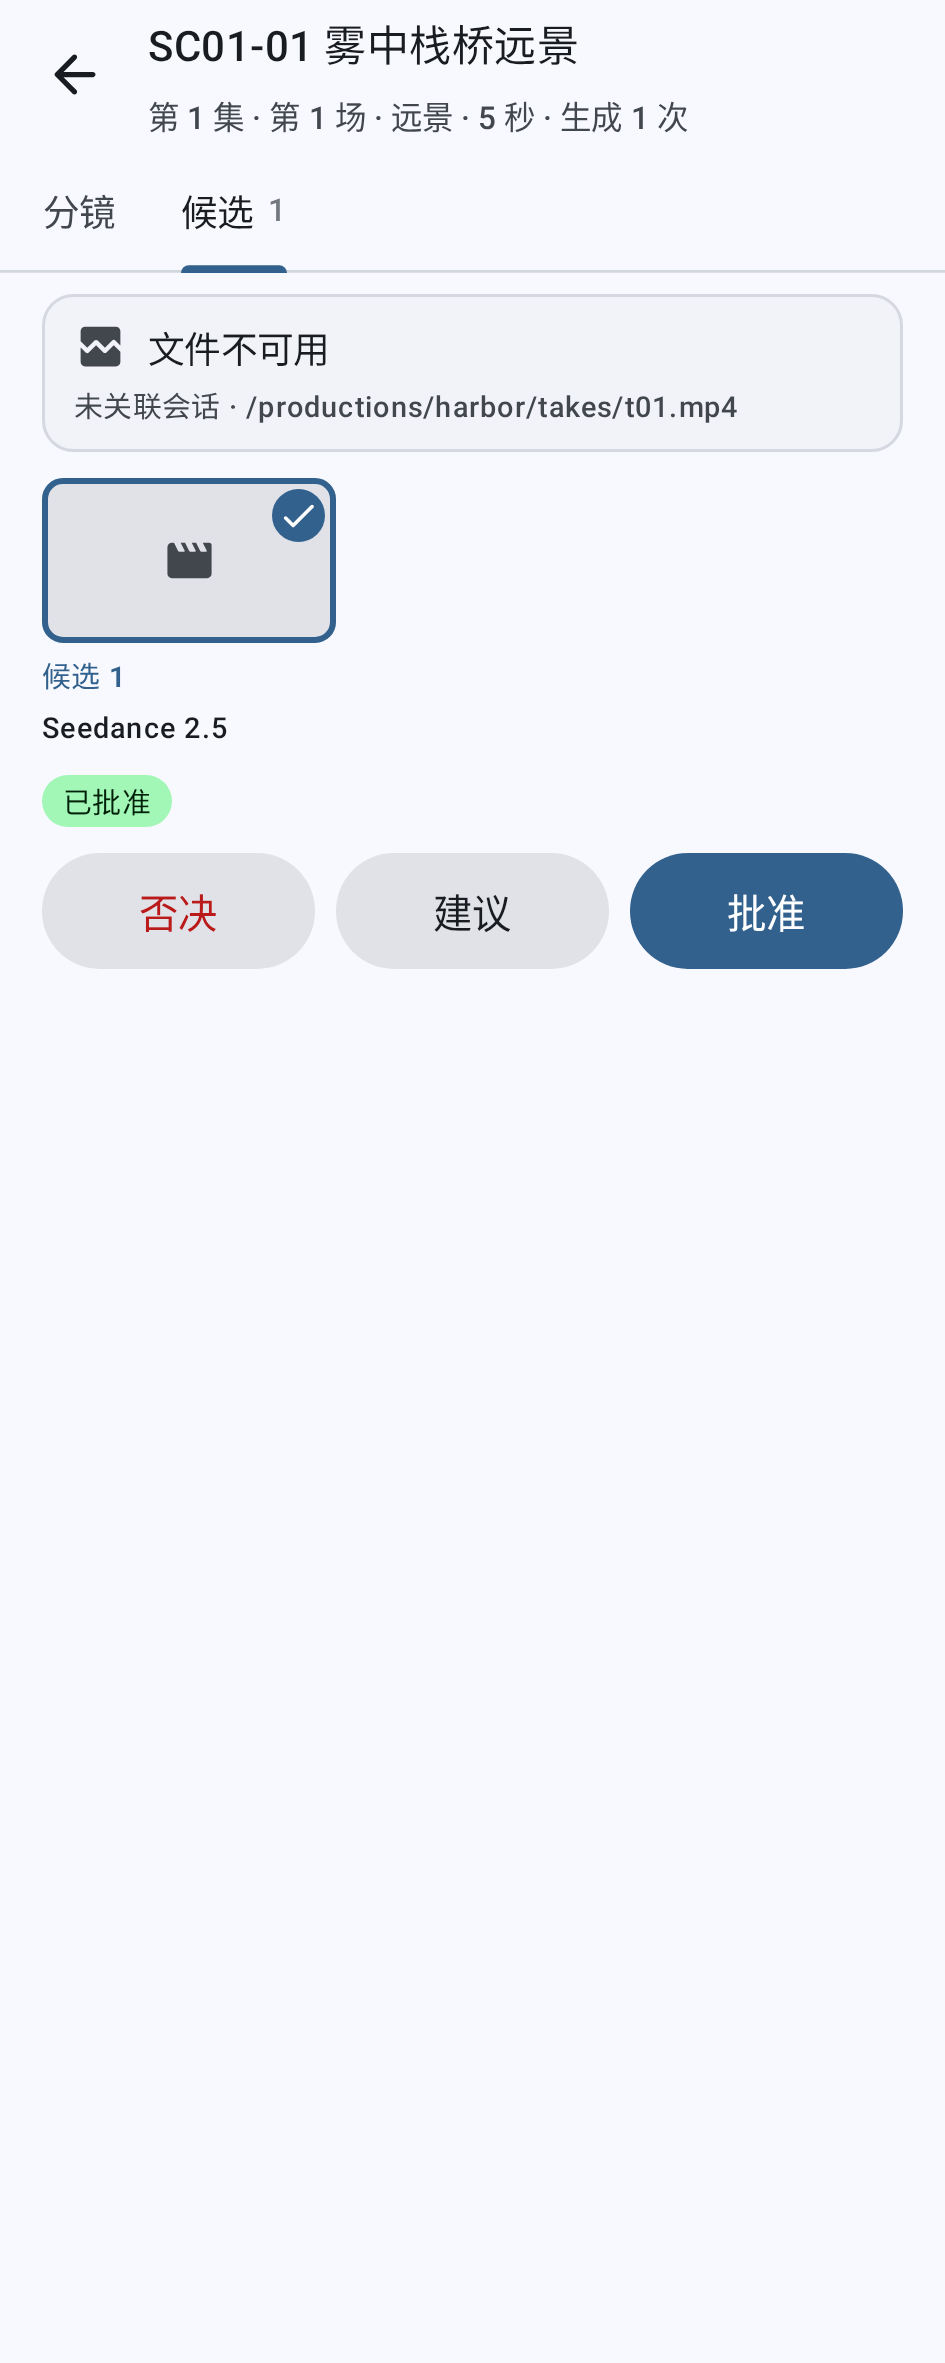 SC01-01 雾中栈桥远景
第 1 集 · 第 1 场 · 远景 · 5 秒 · 生成 1 次
分镜 候选 1
文件不可用
未关联会话 · /productions/harbor/takes/t01.mp4
候选 1
Seedance 2.5
已批准
否决 建议 批准